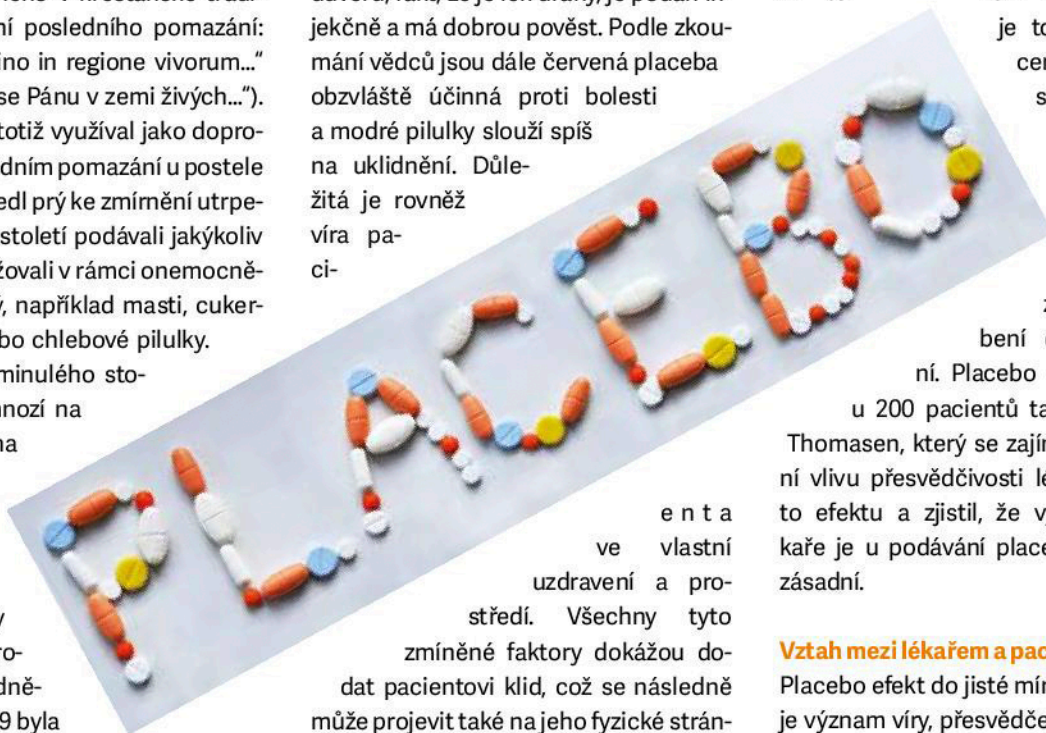 ní posledního pomazání:
ino in regione vivorum...“
se Pánu v zemi živých...“).
totiž využíval jako dopro-
dním pomazání u postele
edl prý ke zmírnění utrpe-
století podávali jakýkoliv
žovali v rámci onemocně-
, například masti, cuker-
bo chlebové pilulky.
minulého sto-
nozí na
na
ro-
dně-
9 byla
jekčně a má dobrou pověst. Podle zkou-
mání vědců jsou dále červená placeba
obzvláště účinná proti bolesti
a modré pilulky slouží spíš
na uklidnění. Důle-
žitá je rovněž
víra pa-
ci-
PLACEBO
enta
ve vlastní
uzdravení a pro-
středí. Všechny tyto
zmíněné faktory dokážou do-
dat pacientovi klid, což se následně
může projevit také na jeho fyzické strán-
je to
cer
s
z
bení
ní. Placebo
u 200 pacientů ta
Thomasen, který se zajír
ní vlivu přesvědčivosti lé
to efektu a zjistil, že v
kaře je u podávání place
zásadní.
Vztah mezi lékařem a pac
Placebo efekt do jisté mír
je význam víry, přesvědče